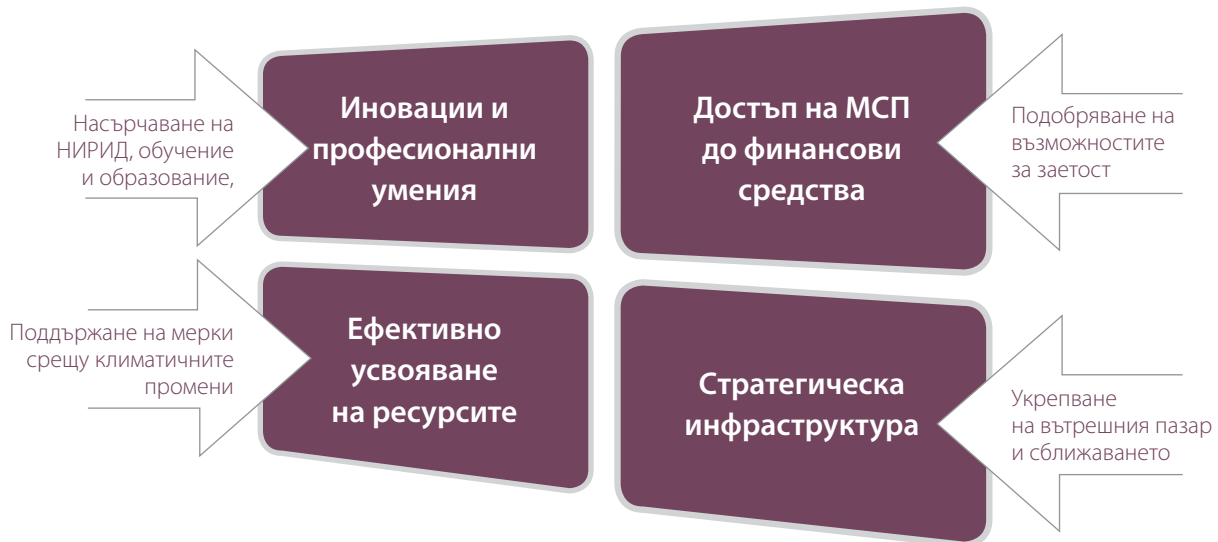 Насърчаване на
НИРИД, обучение
и образование,
Иновации и
професионални
умения
Достъп на МСП
до финансови
средства
Подобряване на
възможностите
за заетост
Поддържане на мерки
срещу климатичните
промени
Ефективно
усвояване
на ресурсите
Стратегическа
инфраструктура
Укрепване
на вътрешния пазар
и сближаването